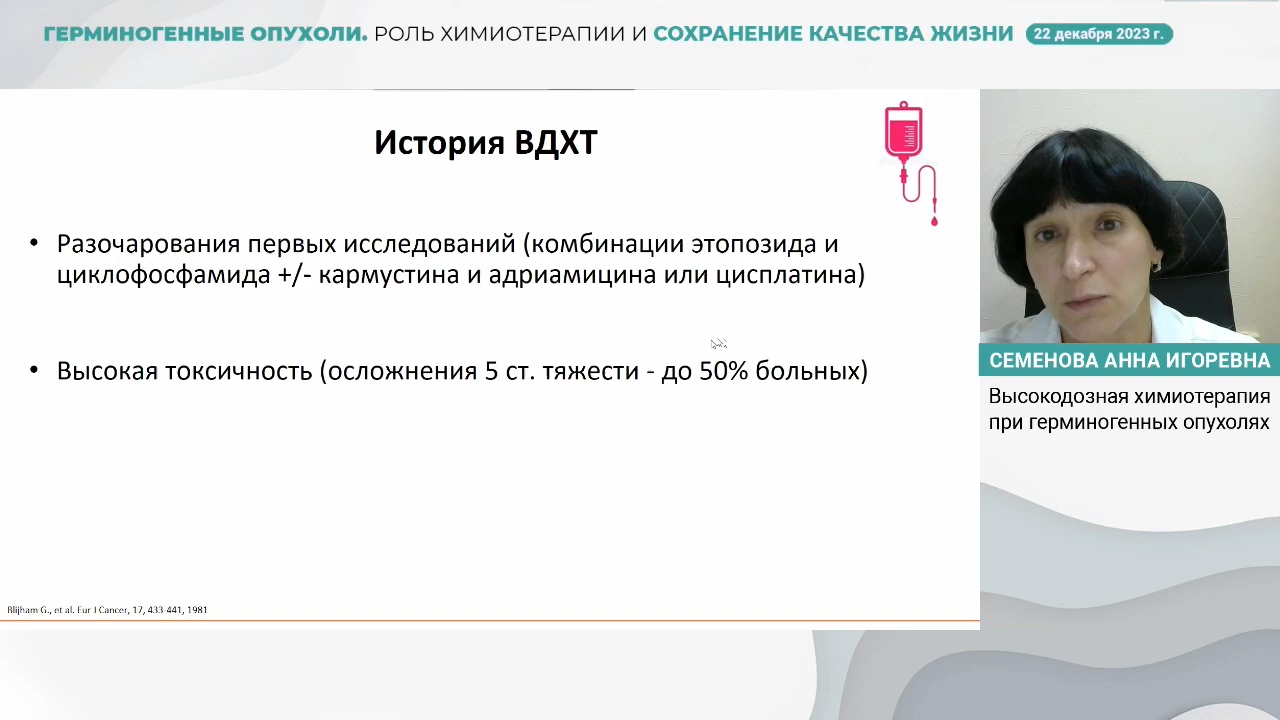 ГЕРМИНОГЕННЫЕ ОПУХОЛИ. РОЛЬ ХИМИОТЕРАПИИ И СОХРАНЕНИЕ КАЧЕСТВА ЖИЗНИ 22 декабря 2023 г.
История ВДХТ
• Разочарования первых исследований (комбинации этопозида и
циклофосфамида +/- кармустина и адриамицина или цисплатина)
• Высокая токсичность (осложнения 5 ст. тяжести - до 50% больных)
Blijham G., et al. Eur J Cancer, 17, 433-441, 1981
СЕМЕНОВА АННА ИГОРЕВНА
Высокодозная химиотерапия
при герминогенных опухолях